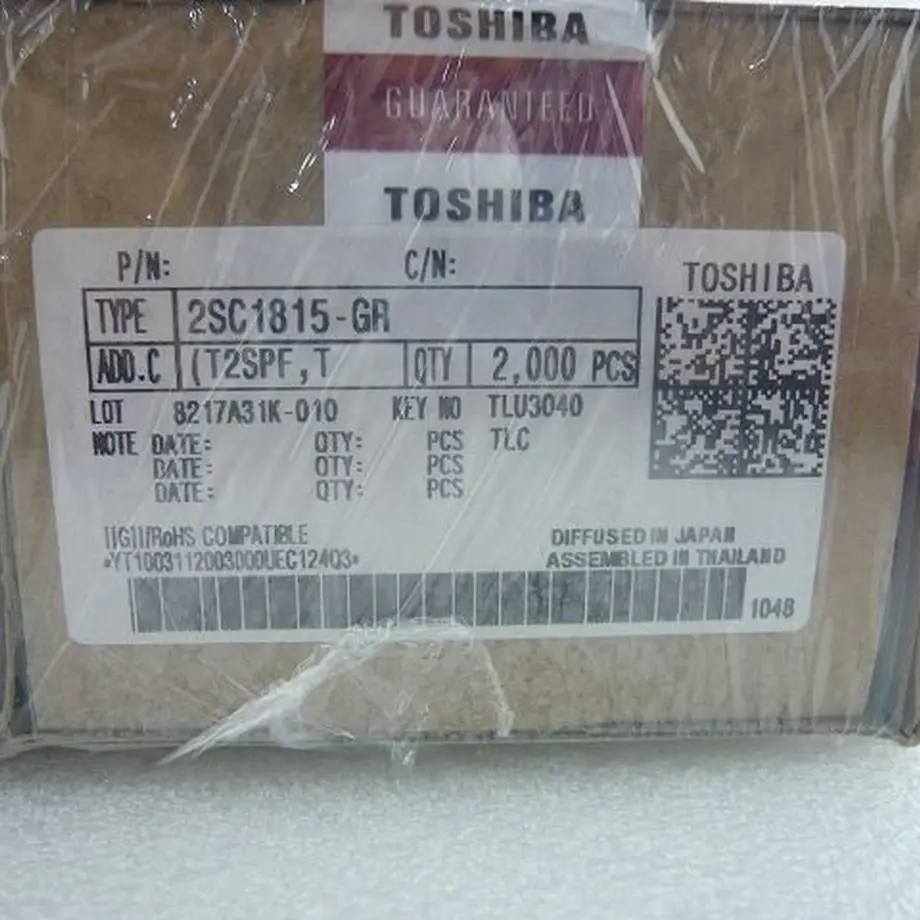 TOSHIBA
GUARANTEED
TOSHIBA
P/N: C/N:
TOSHIBA
TYPE 2SC1815-GR
ADD.C (T2SPF,T QTY 2,000 PCS
LOT 8217A31K-010 KEY NO TLU3040
NOTE DATE: QTY: PCS TLC
DATE: QTY: PCS
DATE: QTY: PCS
]]G]]/RoHS COMPATIBLE DIFFUSED IN JAPAN
*YT1003112003000UEC124Q3* ASSEMBLED IN THAILAND
1048